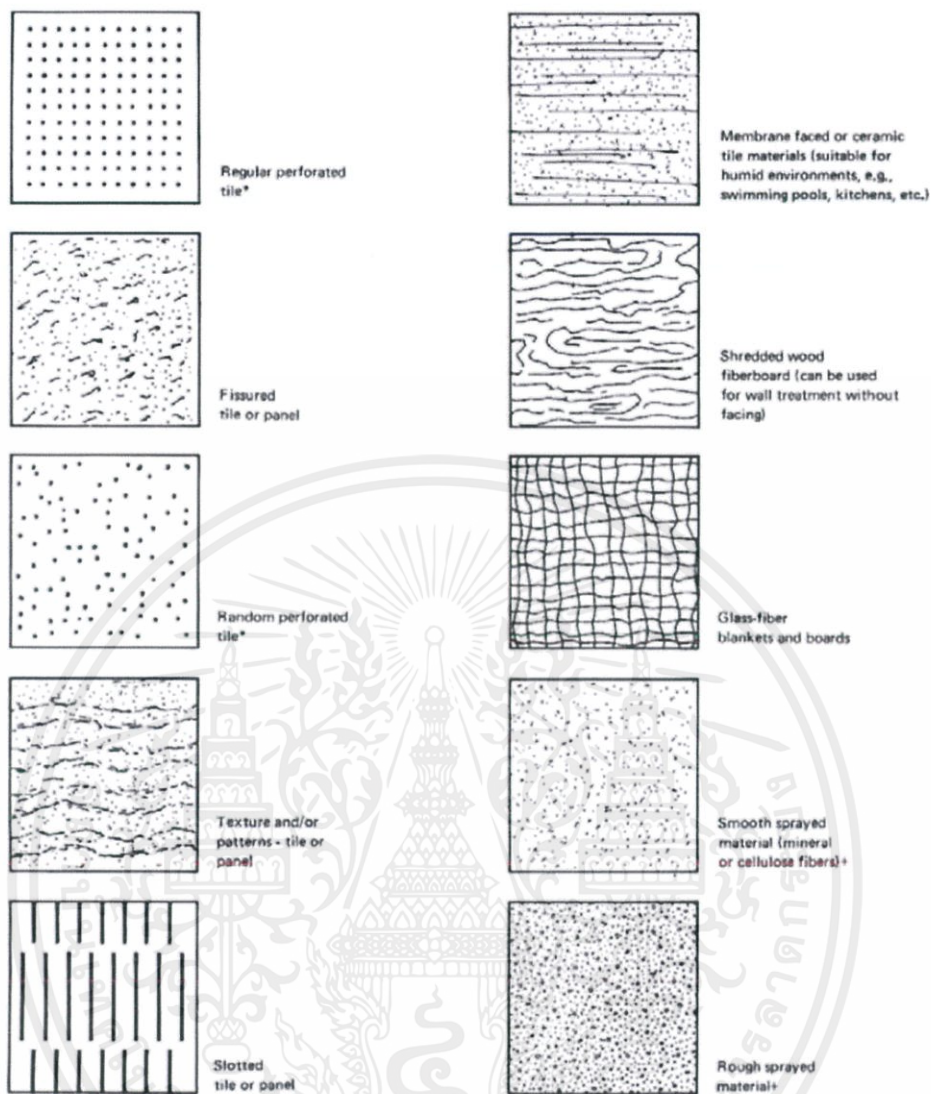 Regular perforated
tile*
Fissured
tile or panel
Random perforated
tile*
Texture and/or
patterns - tile or
panel
Slotted
tile or panel
Membrane faced or ceramic
tile materials (suitable for
humid environments, e.g.,
swimming pools, kitchens, etc.)
Shredded wood
fiberboard (can be used
for wall treatment without
facing)
Glass-fiber
blankets and boards
Smooth sprayed
material (mineral
or cellulose fibers)+
Rough sprayed
material+